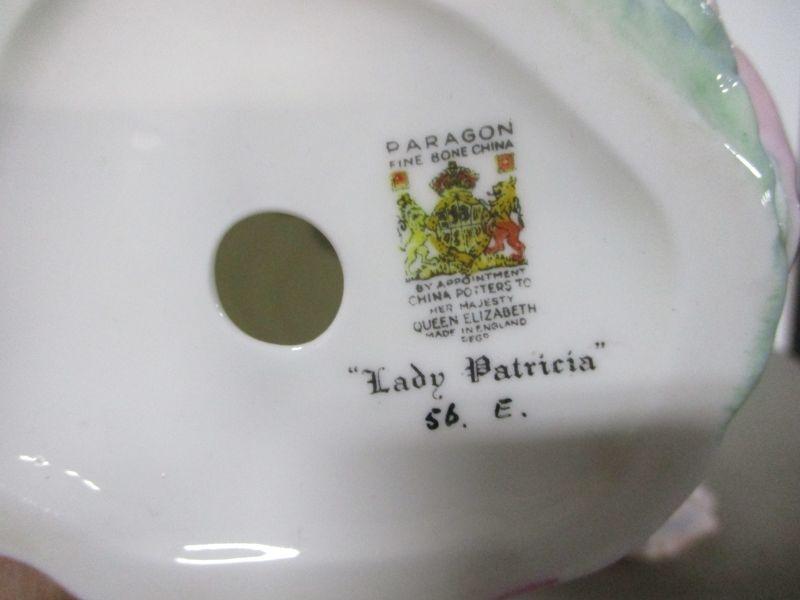 PARAGON
FINE BONE CHINA
BY APPOINTMENT
CHINA POTTERS TO
HER MAJESTY
QUEEN ELIZABETH
MADE IN ENGLAND
REGD
"Lady Patricia"
56. E.